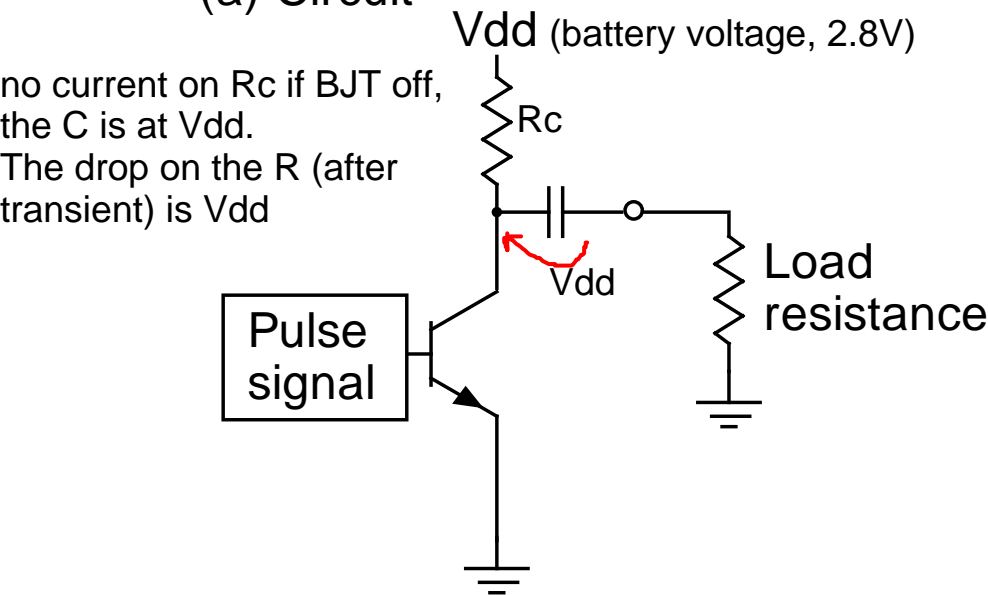 (a) Circuit
Vdd (battery voltage, 2.8V)
no current on Rc if BJT off,
the C is at Vdd.
The drop on the R (after
transient) is Vdd
Rc
Vdd
Load
resistance
Pulse
signal